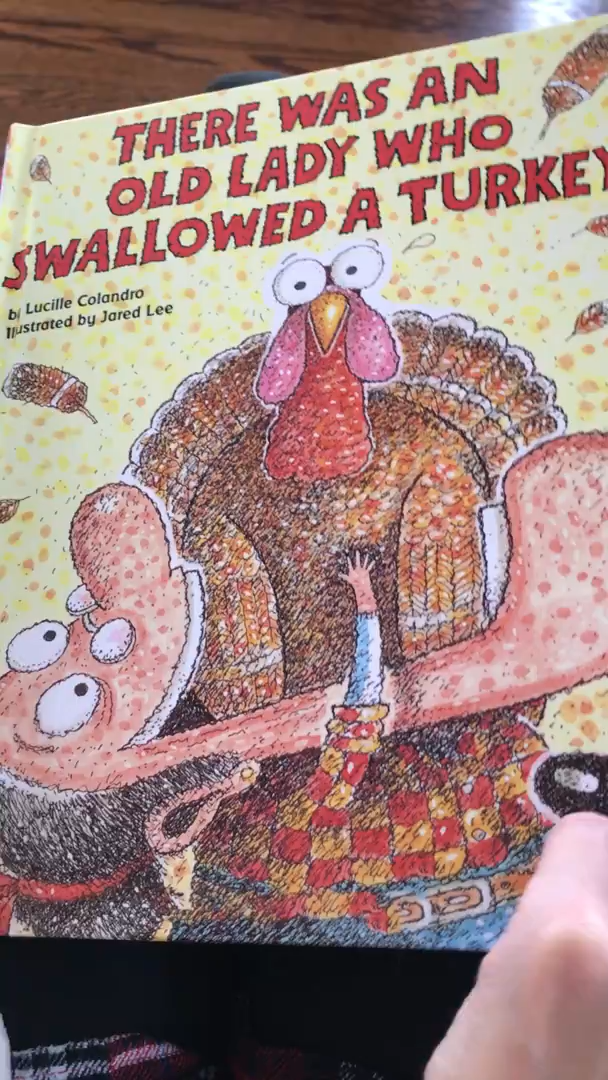 THERE WAS AN
OLD LADY WHO
SWALLOWED A TURKEY
by Lucille Colandro
Illustrated by Jared Lee